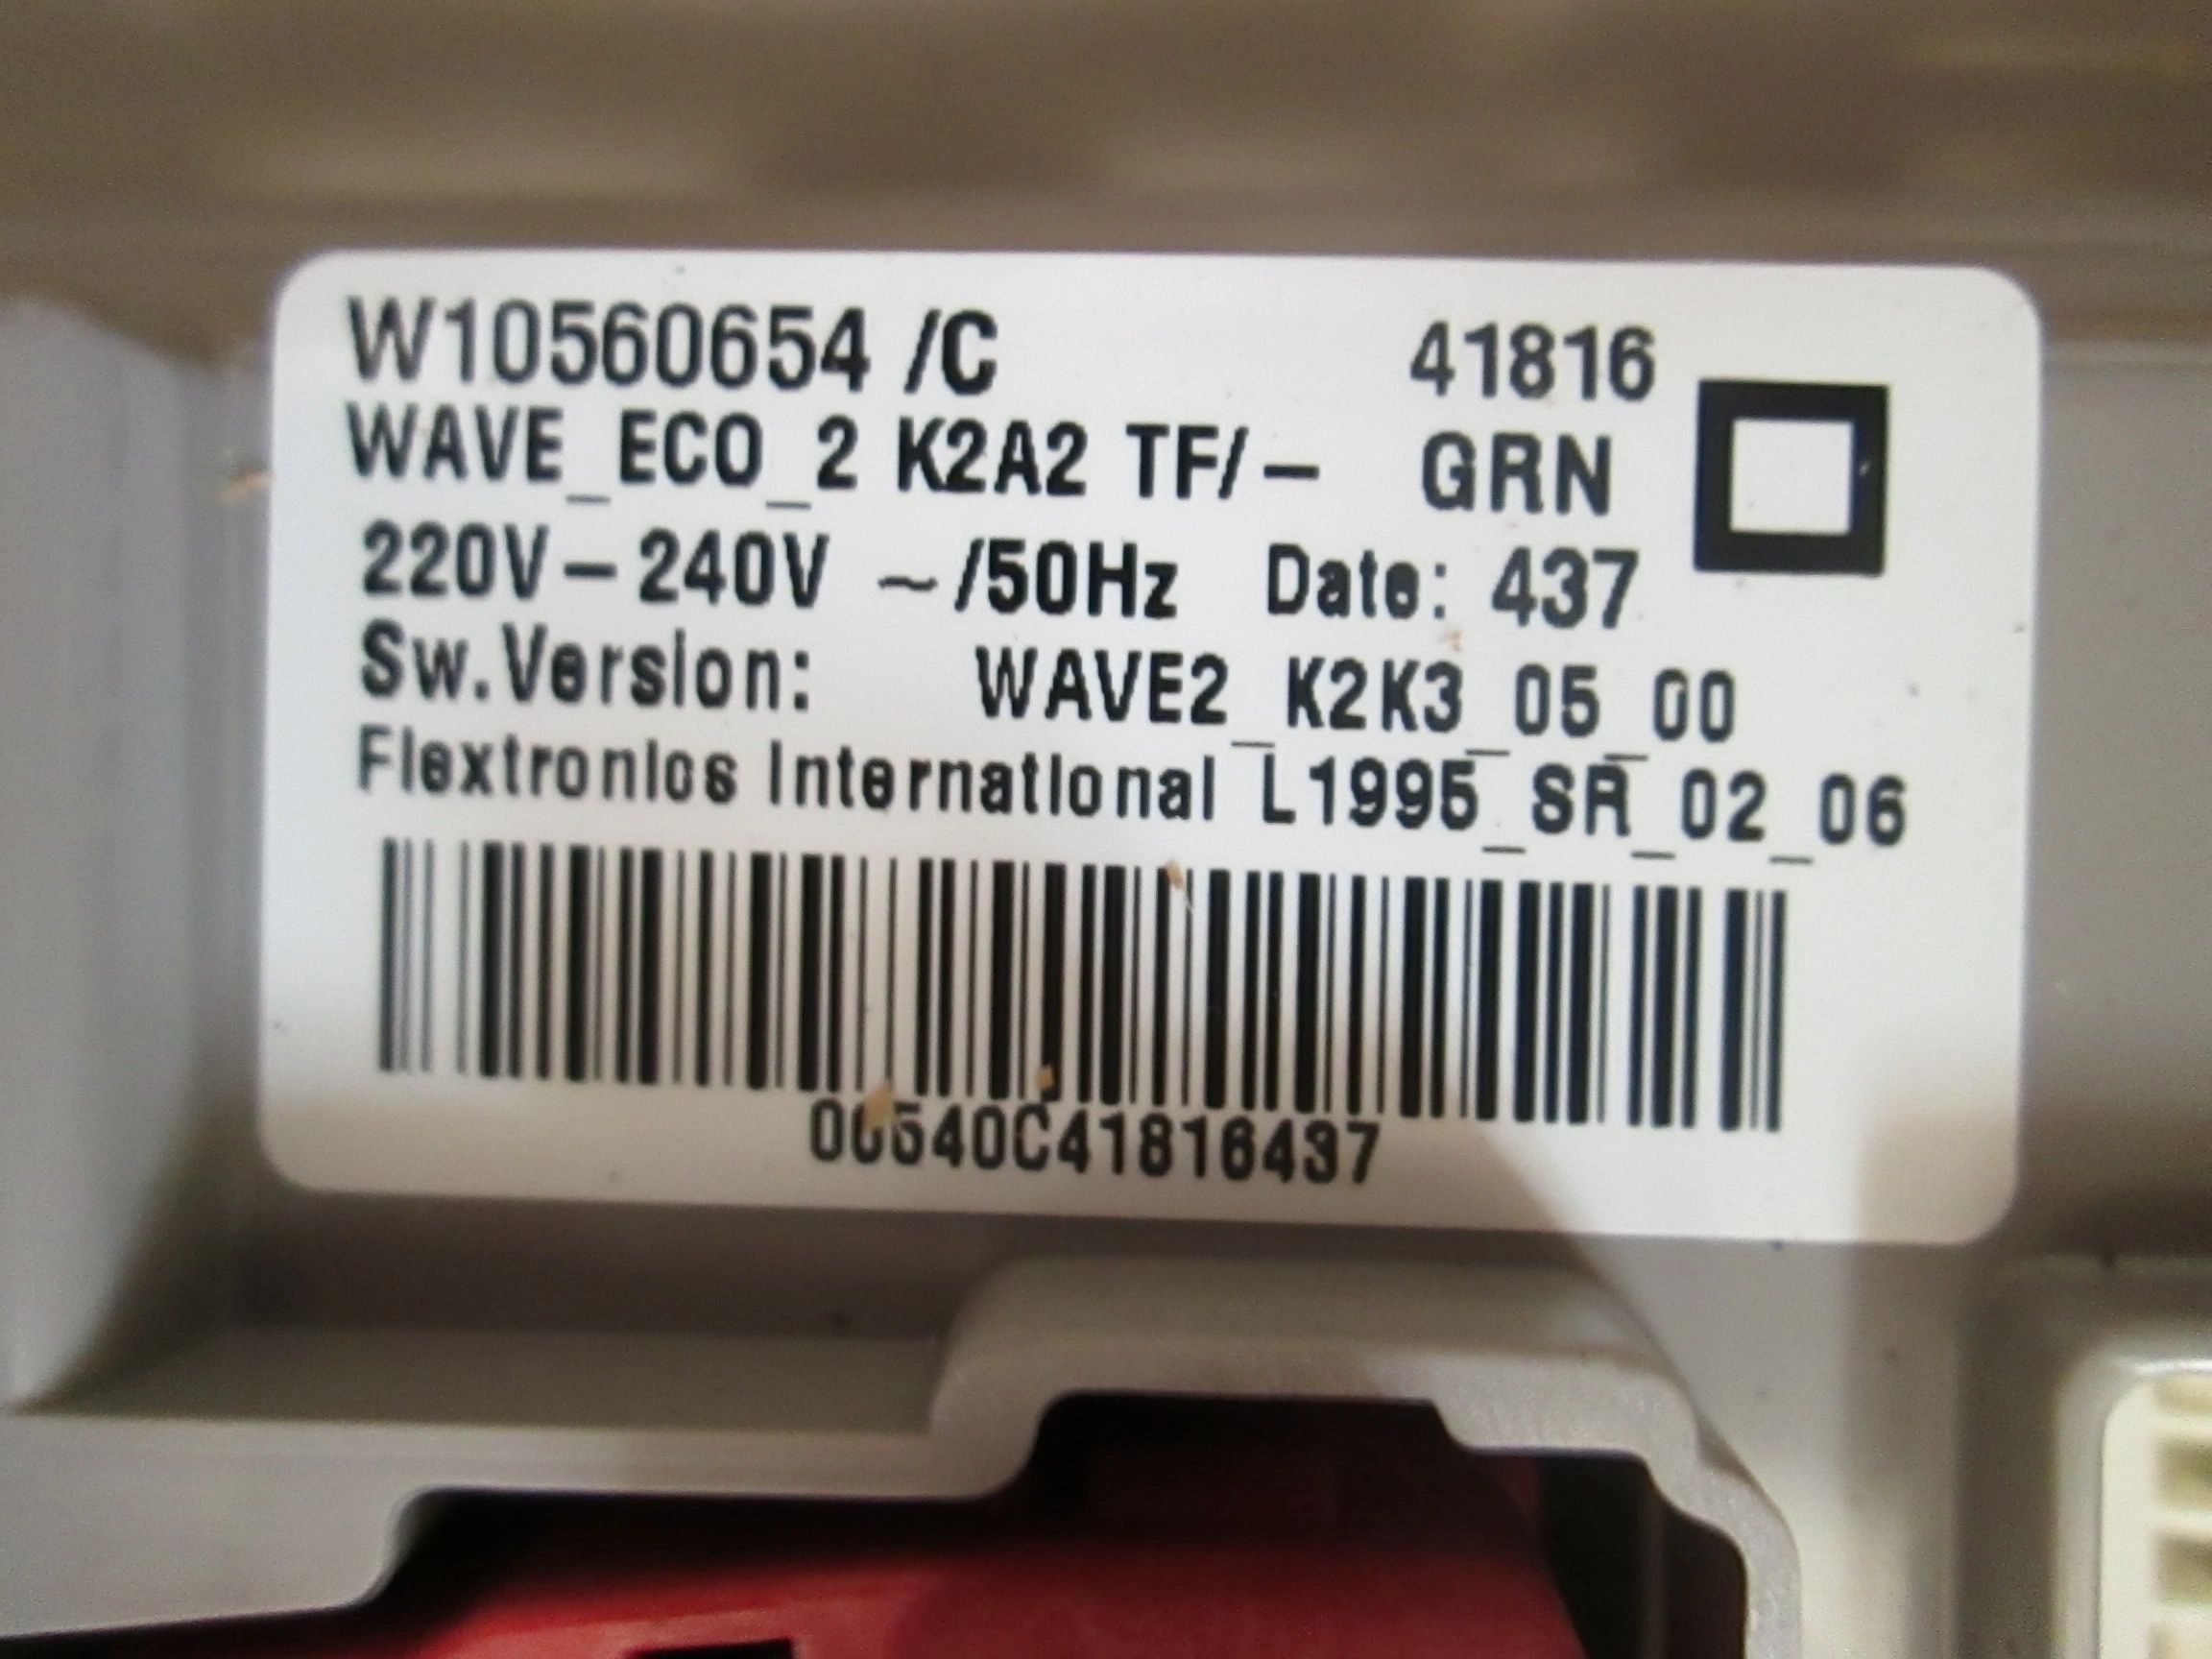 W10560654 /C 41816
WAVE_ECO_2 K2A2 TF/– GRN
220V–240V ~/50Hz Date: 437
Sw.Version: WAVE2_K2K3_05_00
Flextronics International L1995_SR_02_06
00540C41816437